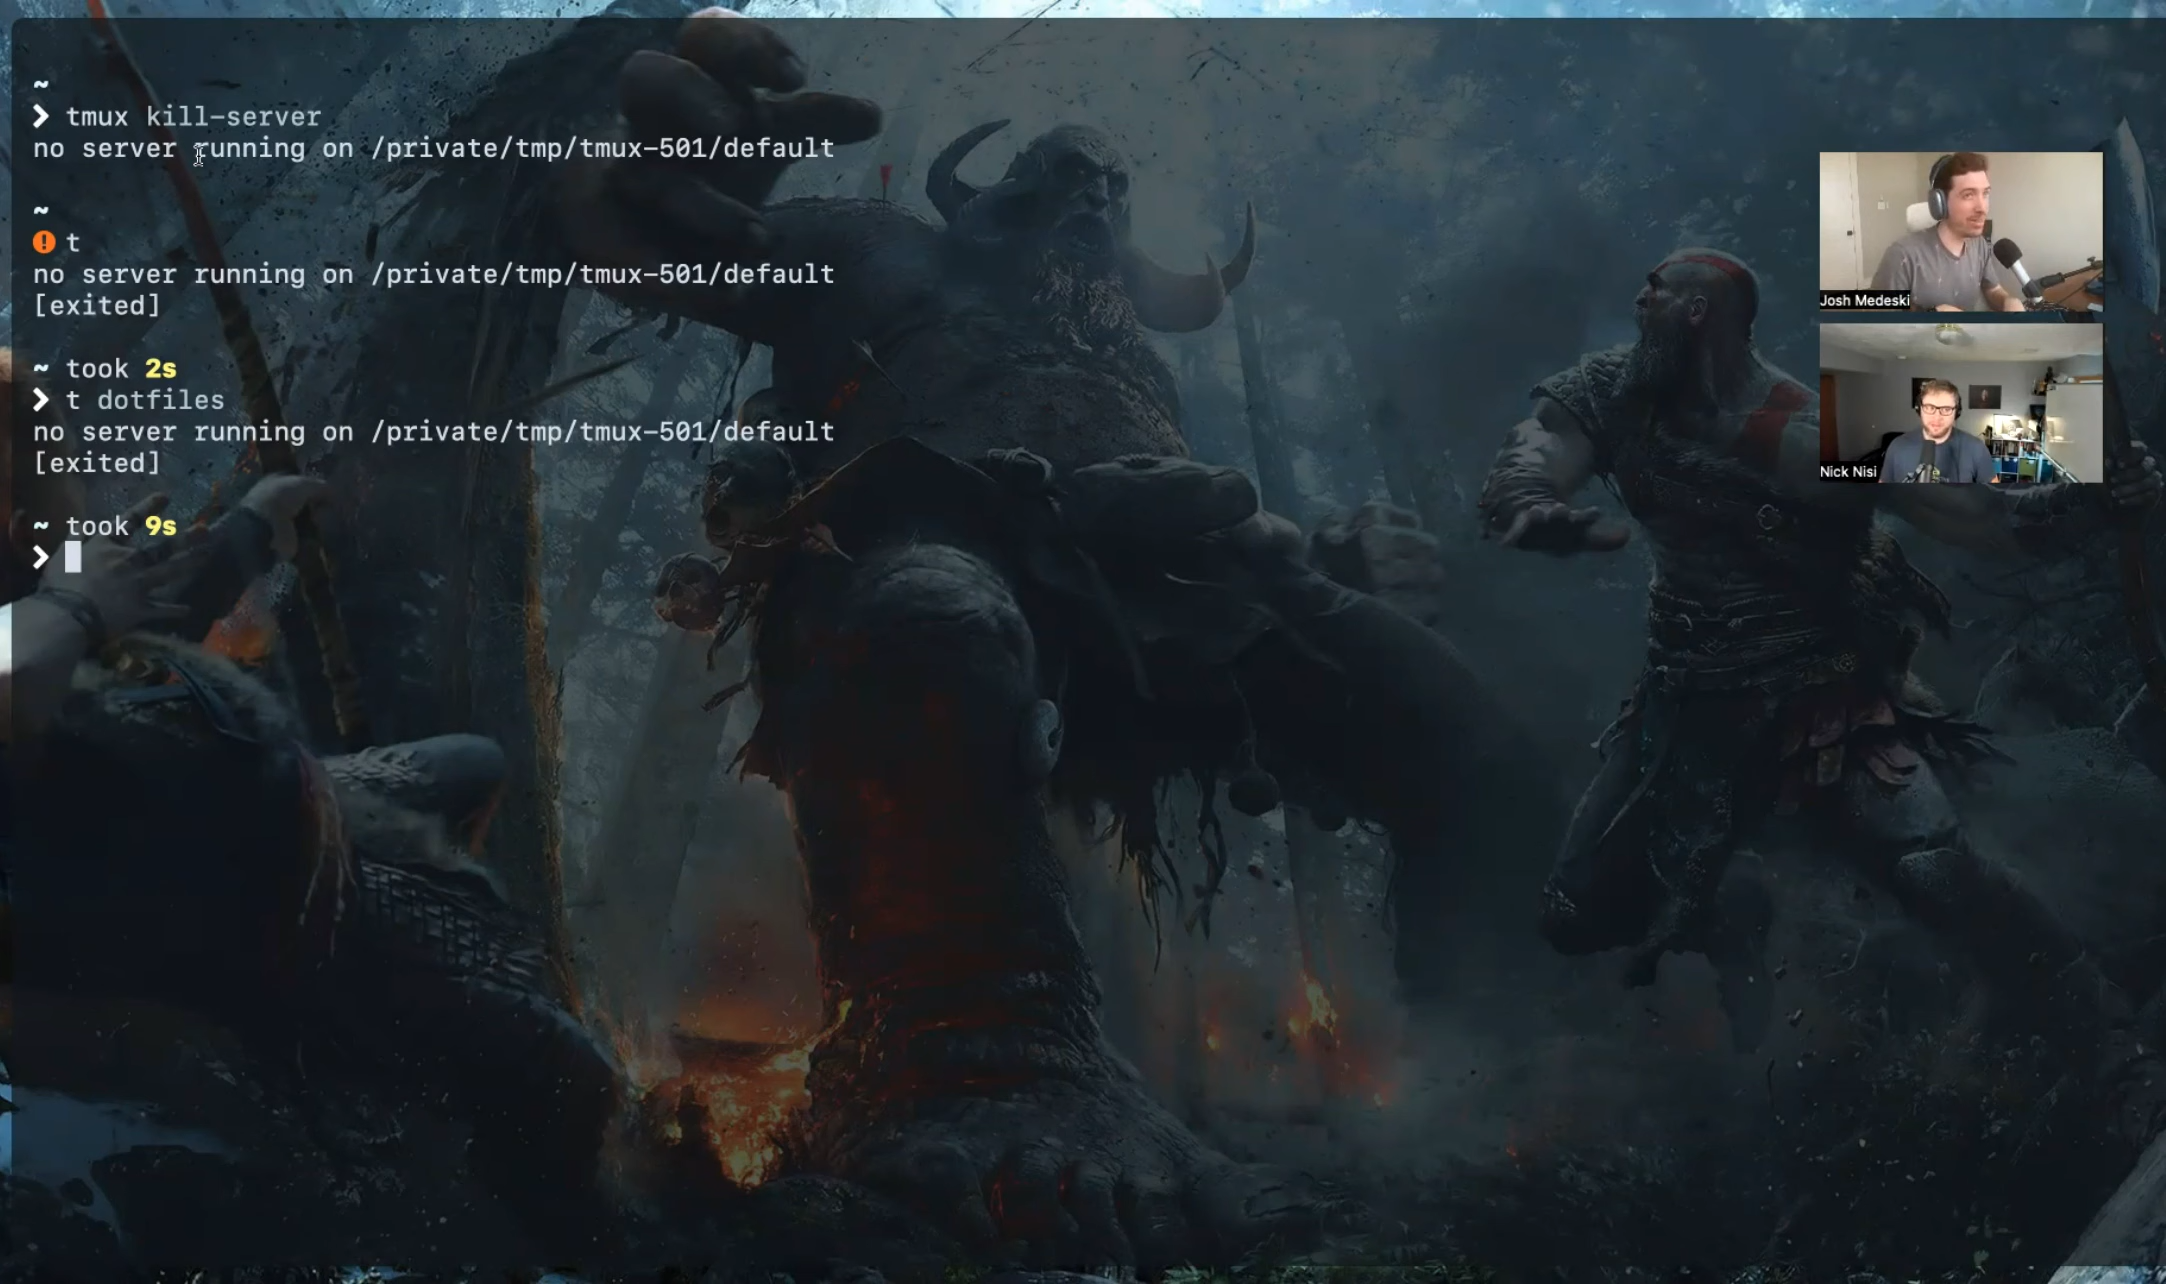 ~
❯ tmux kill-server
no server running on /private/tmp/tmux-501/default
~
! t
no server running on /private/tmp/tmux-501/default
[exited]
~ took 2s
❯ t dotfiles
no server running on /private/tmp/tmux-501/default
[exited]
~ took 9s
❯
Josh Medeski
Nick Nisi